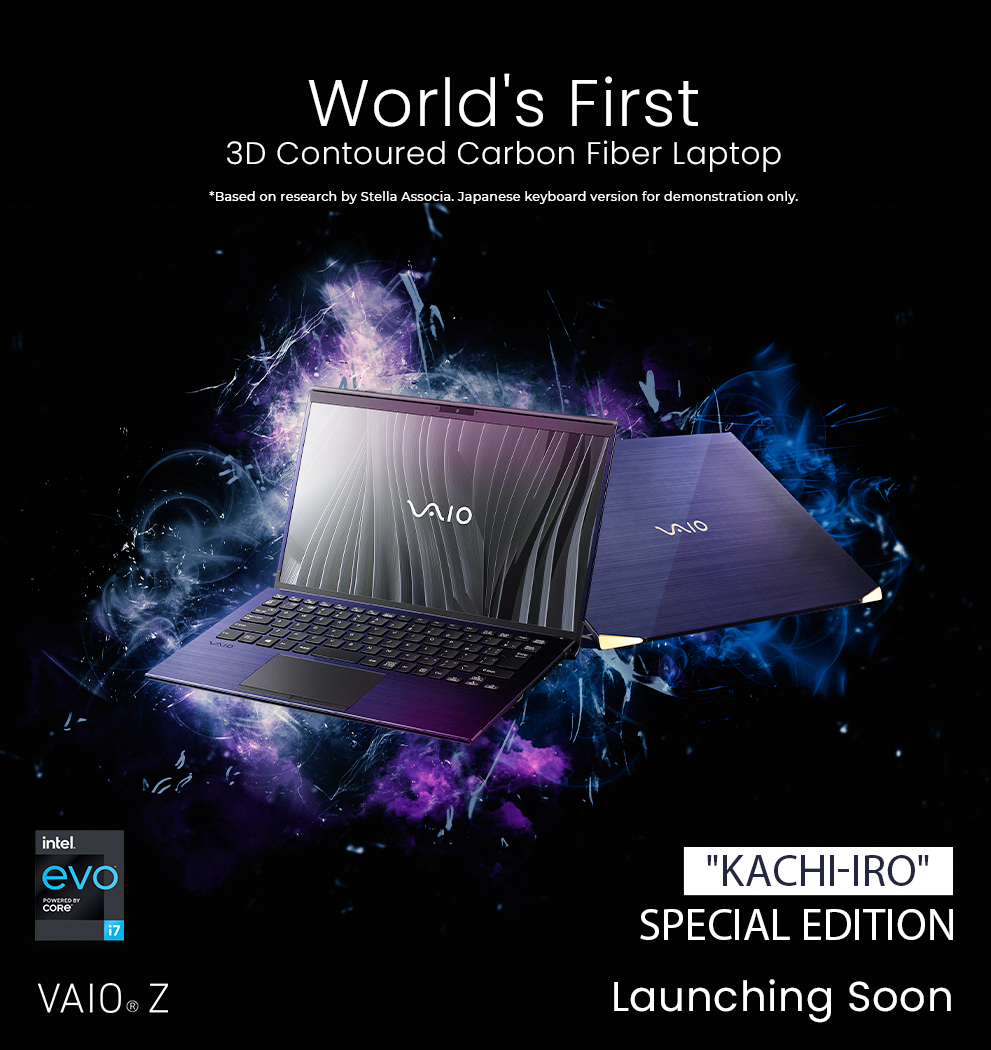 World's First
3D Contoured Carbon Fiber Laptop
*Based on research by Stella Associa. Japanese keyboard version for demonstration only.
VAIO
VAIO
VAIO
intel.
evo
POWERED BY
CORE
i7
"KACHI-IRO"
SPECIAL EDITION
VAIO® Z
Launching Soon